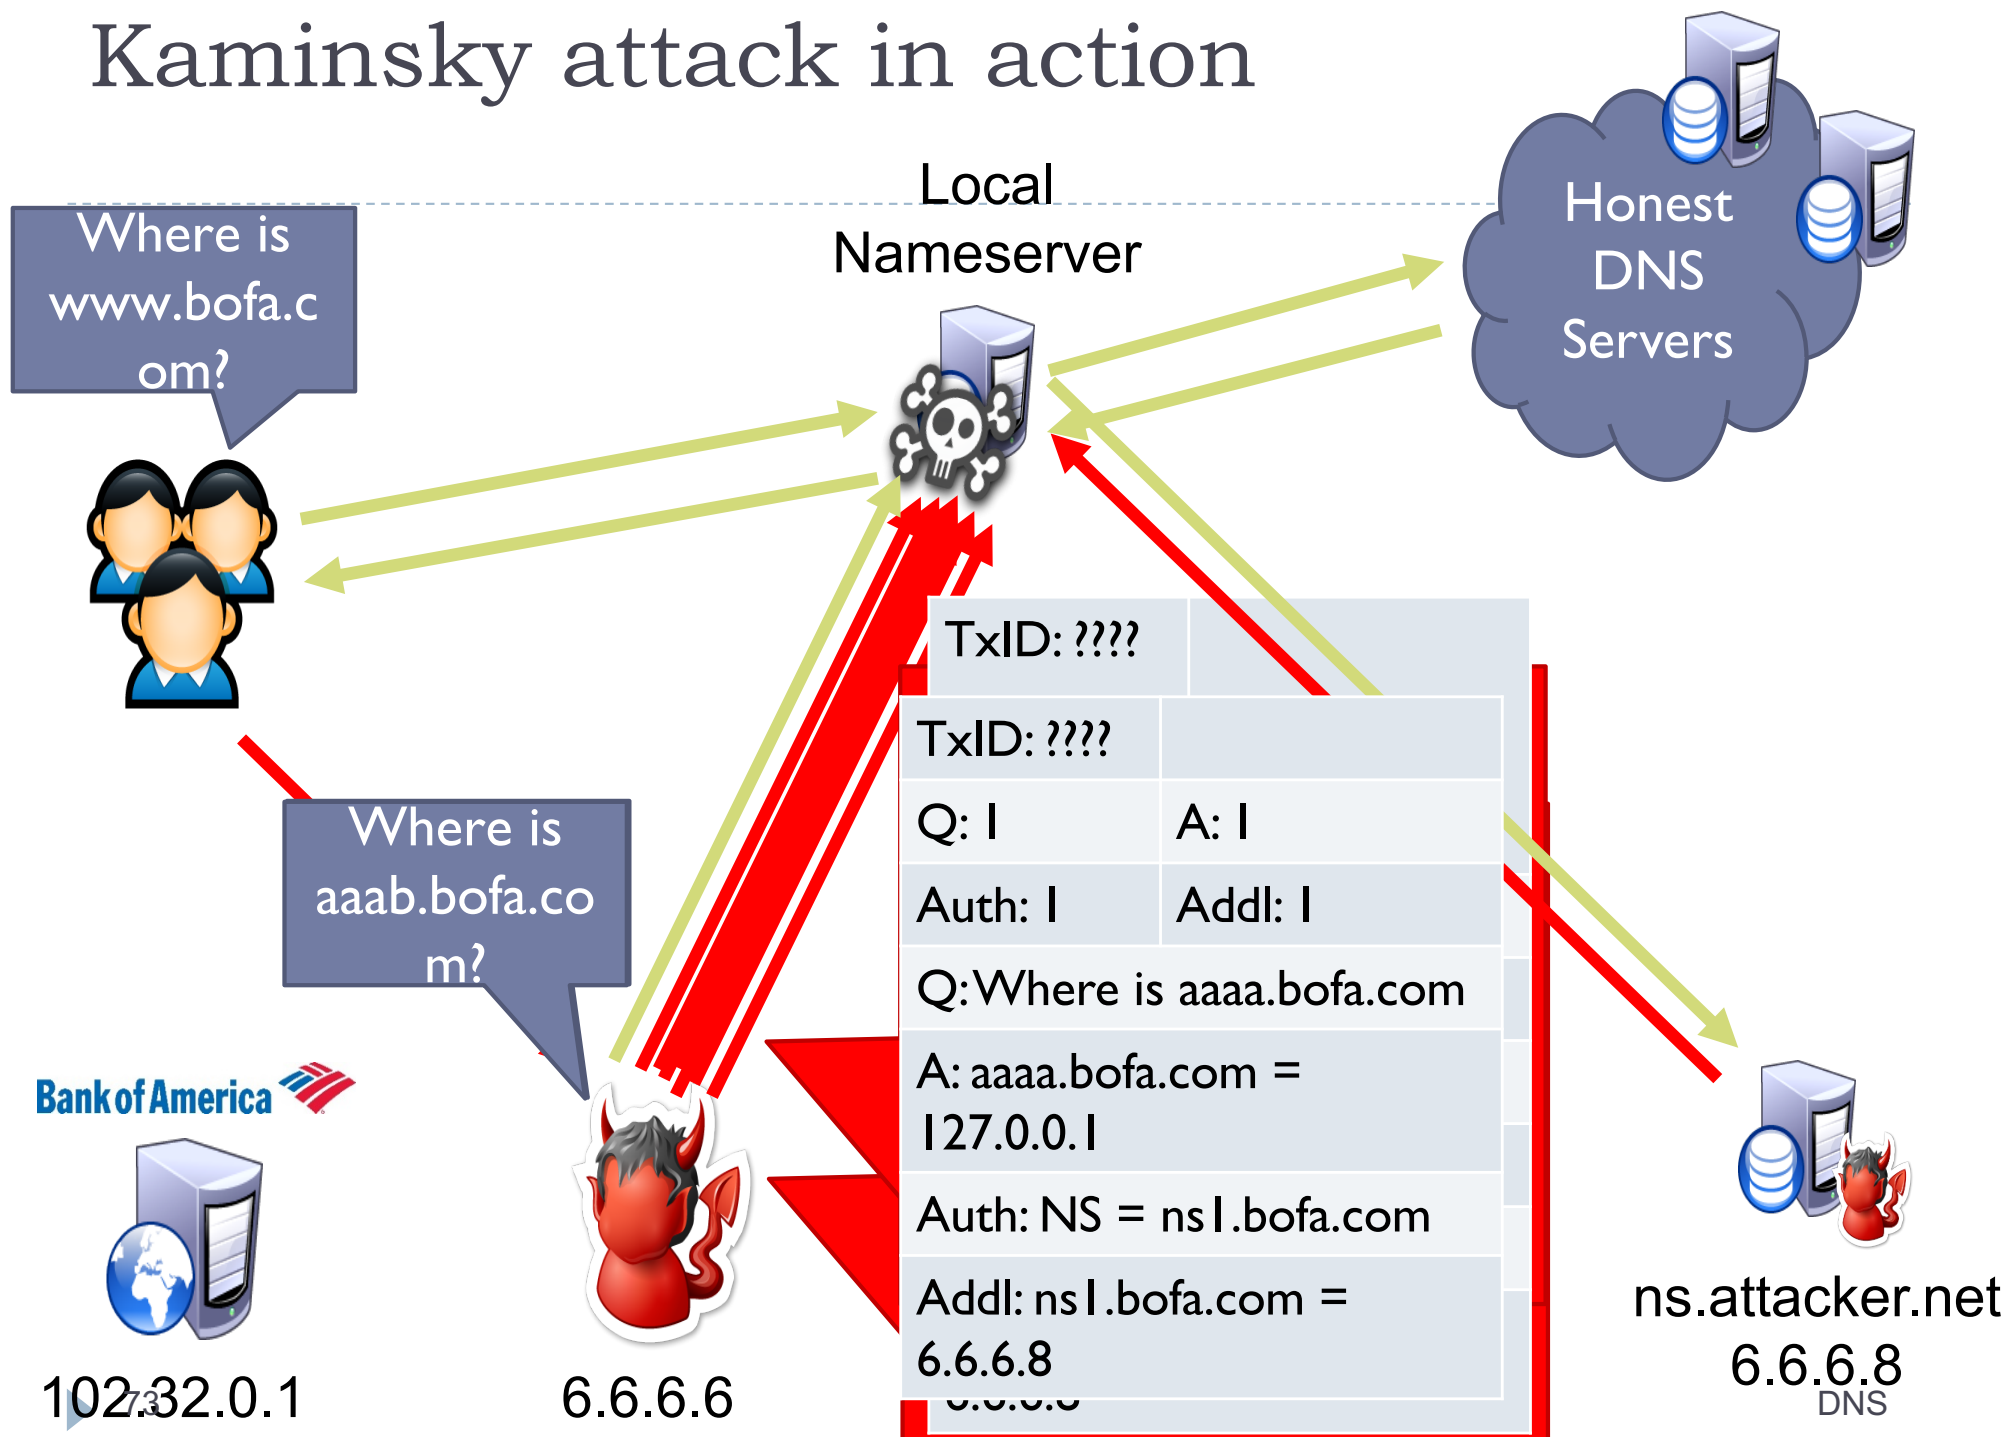 Kaminsky attack in action
Local
Nameserver
Honest
DNS
Servers
Where is
www.bofa.c
om?
TxID: ????
TxID: ????
Q: 1 A: 1
Auth: 1 Addl: 1
Q: Where is aaaa.bofa.com
A: aaaa.bofa.com =
127.0.0.1
Auth: NS = ns1.bofa.com
Addl: ns1.bofa.com =
6.6.6.8
Where is
aaab.bofa.co
m?
Bank of America
102.32.0.1
6.6.6.6
ns.attacker.net
6.6.6.8
73
DNS